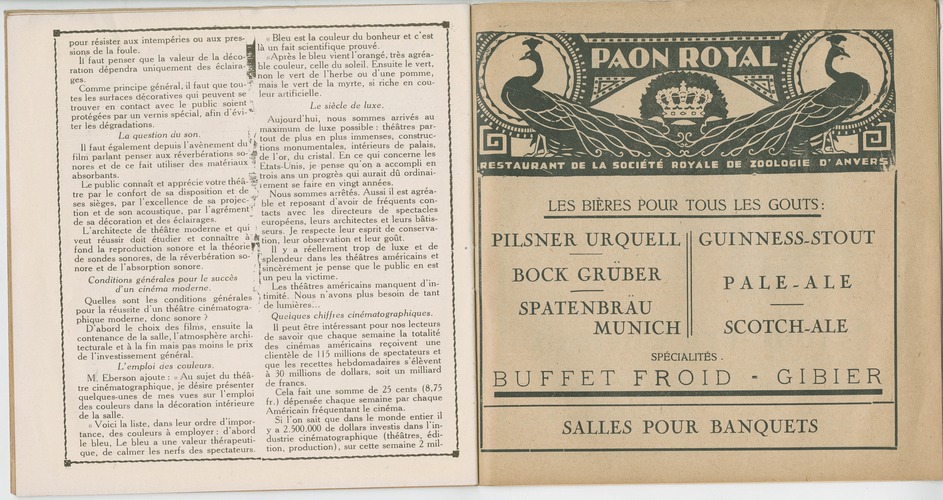 pour résister aux intempéries ou aux pres-
sions de la foule.
Il faut penser que la valeur de la déco-
ration dépendra uniquement des éclaira-
ges.
Comme principe général, il faut que tou-
tes les surfaces décoratives qui peuvent se
trouver en contact avec le public soient
protégées par un vernis spécial, afin d'évi-
ter les dégradations.
La question du son.
Il faut également depuis l'avènement du
film parlant penser aux réverbérations so-
nores et de ce fait utiliser des matériaux
absorbants.
Le public connaît et apprécie votre théâ-
tre par le confort de sa disposition et de
ses sièges, par l'excellence de sa projec-
tion et de son acoustique, par l'agrément
de sa décoration et des éclairages.
L'architecte de théâtre moderne et qui
veut réussir doit étudier et connaître à
fond la reproduction sonore et la théorie
de sondes sonores, de la réverbération so-
nore et de l'absorption sonore.
Conditions générales pour le succès
d'un cinéma moderne.
Quelles sont les conditions générales
pour la réussite d'un théâtre cinématogra-
phique moderne, donc sonore ?
D'abord le choix des films, ensuite la
contenance de la salle, l'atmosphère archi-
tecturale et à la fin mais pas moins le prix
de l'investissement général.
L'emploi des couleurs.
M. Eberson ajoute : « Au sujet du théâ-
tre cinématographique, je désire présenter
quelques-unes de mes vues sur l'emploi
des couleurs dans la décoration intérieure
de la salle.
« Voici la liste, dans leur ordre d'impor-
tance, des couleurs à employer : d'abord
le bleu. Le bleu a une valeur thérapeuti-
que, de calmer les nerfs des spectateurs.
« Bleu est la couleur du bonheur et c'est
là un fait scientifique prouvé.
« Après le bleu vient l'orangé, très agréa-
ble couleur, celle du soleil. Ensuite le vert,
non le vert de l'herbe ou d'une pomme,
mais le vert de la myrte, si riche en cou-
leur artificielle.
Le siècle de luxe.
Aujourd'hui, nous sommes arrivés au
maximum de luxe possible : théâtres par-
tout de plus en plus immenses, construc-
tions monumentales, intérieurs de palais,
de l'or, du cristal. En ce qui concerne les
Etats-Unis, je pense qu on a accompli en
trois ans un progrès qui aurait dû ordinai-
rement se faire en vingt années.
Nous sommes arrêtés. Aussi il est agréa-
ble et reposant d'avoir de fréquents con-
tacts avec les directeurs de spectacles
européens, leurs architectes et leurs bâtis-
seurs. Je respecte leur esprit de conserva-
tion, leur observation et leur goût.
Il y a réellement trop de luxe et de
splendeur dans les théâtres américains et
sincèrement je pense que le public en est
un peu la victime.
Les théâtres américains manquent d'in-
timité. Nous n'avons plus besoin de tant
de lumières...
Quelques chiffres cinématographiques.
Il peut être intéressant pour nos lecteurs
de savoir que chaque semaine la totalité
des cinémas américains reçoivent une
clientèle de 115 millions de spectateurs et
que les recettes hebdomadaires s'élèvent
à 30 millions de dollars, soit un milliard
de francs.
Cela fait une somme de 25 cents (8,75
fr.) dépensée chaque semaine par chaque
Américain fréquentant le cinéma.
Si l'on sait que dans le monde entier il
y a 2.500.000 de dollars investis dans l'in-
dustrie cinématographique (théâtres, édi-
tion, production), sur cette somme 2 mil-
PAON ROYAL
RESTAURANT DE LA SOCIÉTÉ ROYALE DE ZOOLOGIE D'ANVERS
LES BIÈRES POUR TOUS LES GOUTS :
PILSNER URQUELL
BOCK GRÜBER
SPATENBRÄU
MUNICH
GUINNESS-STOUT
PALE-ALE
SCOTCH-ALE
SPÉCIALITÉS.
BUFFET FROID - GIBIER
SALLES POUR BANQUETS